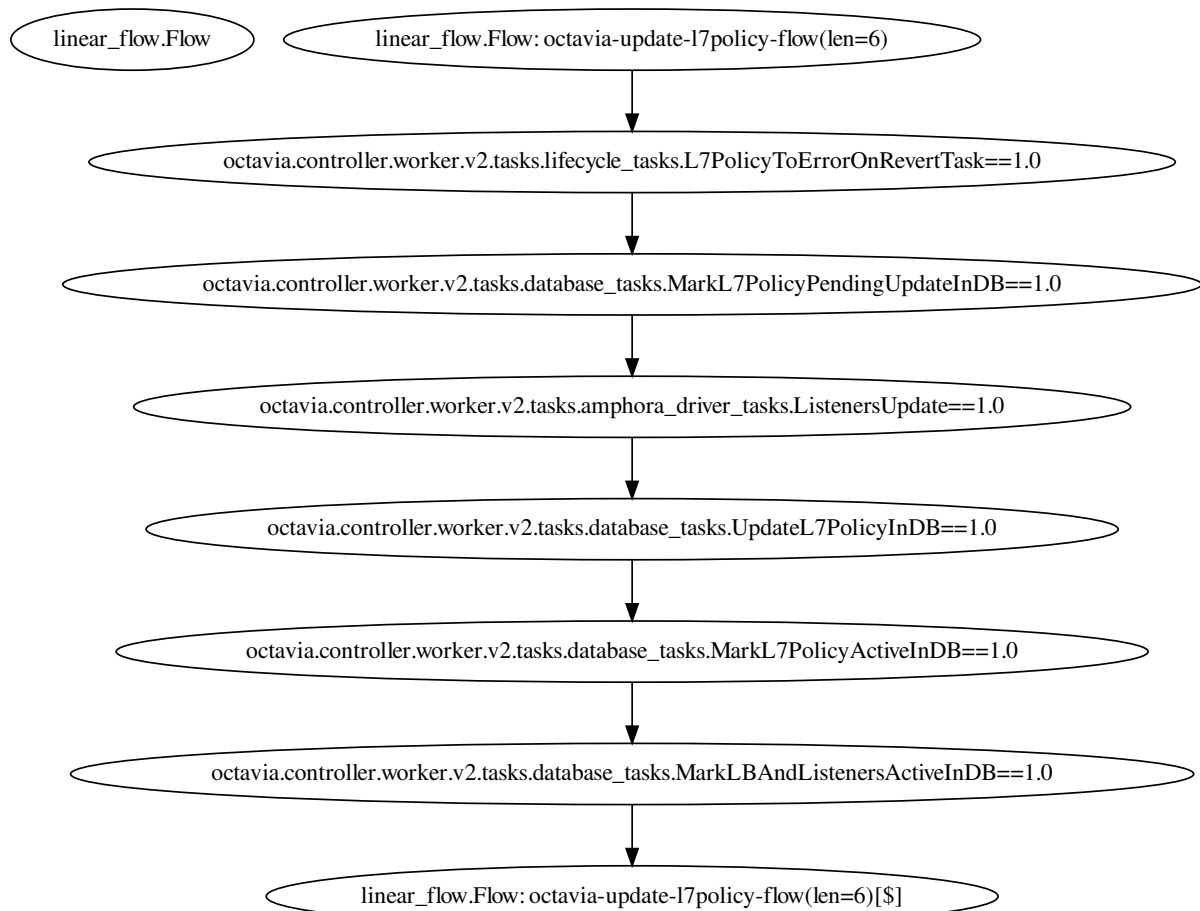 linear_flow.Flow
linear_flow.Flow: octavia-update-l7policy-flow(len=6)
octavia.controller.worker.v2.tasks.lifecycle_tasks.L7PolicyToErrorOnRevertTask==1.0
octavia.controller.worker.v2.tasks.database_tasks.MarkL7PolicyPendingUpdateInDB==1.0
octavia.controller.worker.v2.tasks.amphora_driver_tasks.ListenersUpdate==1.0
octavia.controller.worker.v2.tasks.database_tasks.UpdateL7PolicyInDB==1.0
octavia.controller.worker.v2.tasks.database_tasks.MarkL7PolicyActiveInDB==1.0
octavia.controller.worker.v2.tasks.database_tasks.MarkLBAndListenersActiveInDB==1.0
linear_flow.Flow: octavia-update-l7policy-flow(len=6)[$]